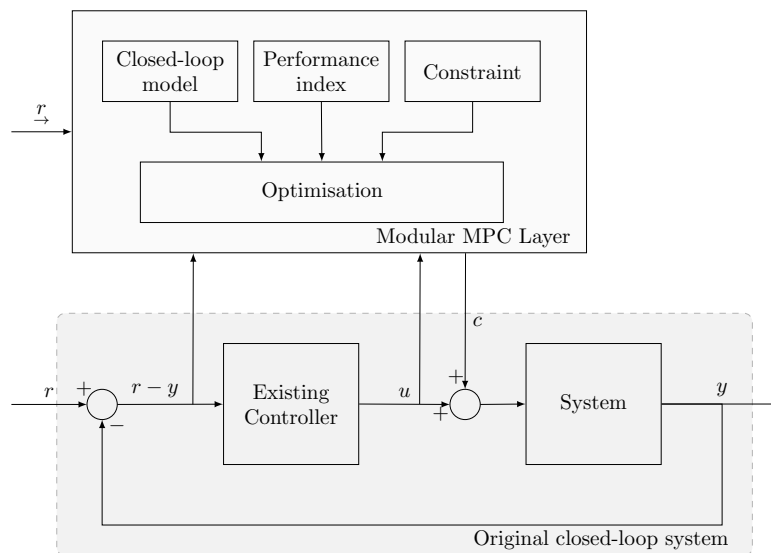 Closed-loop
model
Performance
index
Constraint
r
→
Optimisation
Modular MPC Layer
c
r
+
−
r − y
Existing
Controller
u
+
+
System
y
Original closed-loop system